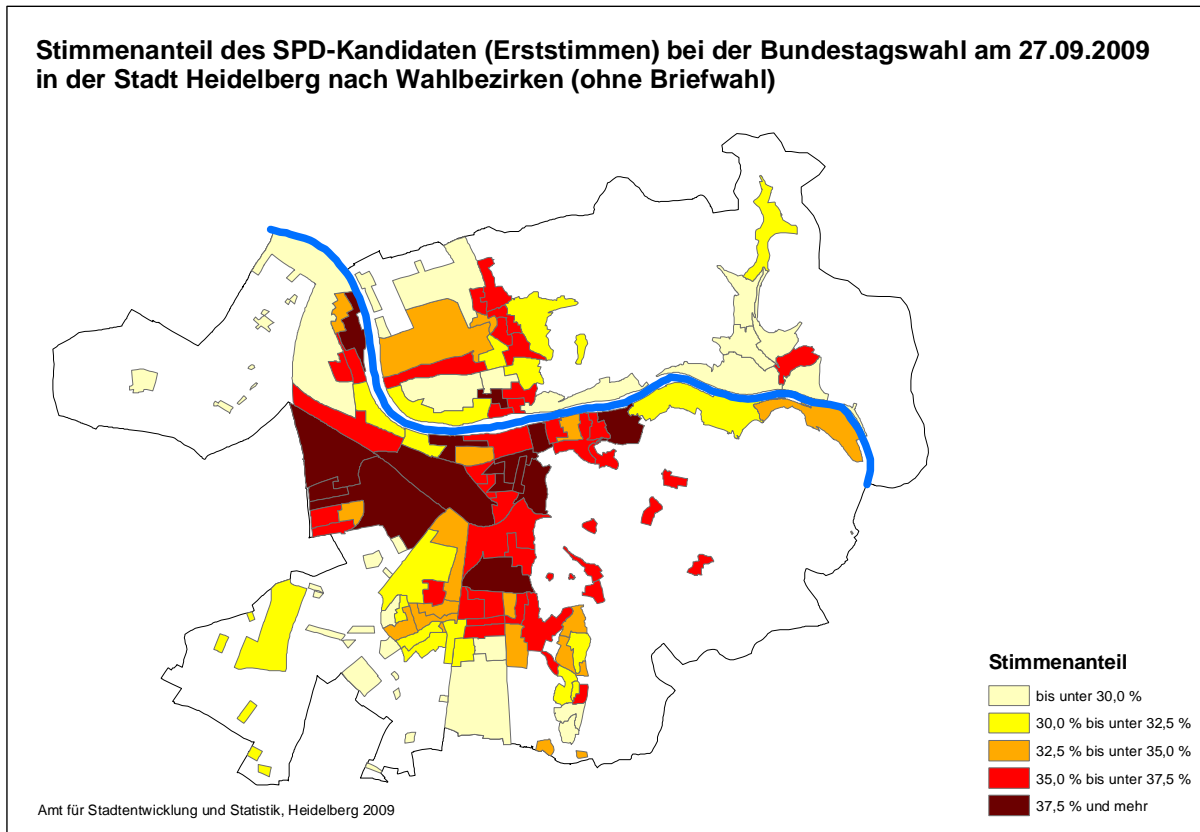 Stimmenanteil des SPD-Kandidaten (Erststimmen) bei der Bundestagswahl am 27.09.2009
in der Stadt Heidelberg nach Wahlbezirken (ohne Briefwahl)
Stimmenanteil
bis unter 30,0 %
30,0 % bis unter 32,5 %
32,5 % bis unter 35,0 %
35,0 % bis unter 37,5 %
37,5 % und mehr
Amt für Stadtentwicklung und Statistik, Heidelberg 2009